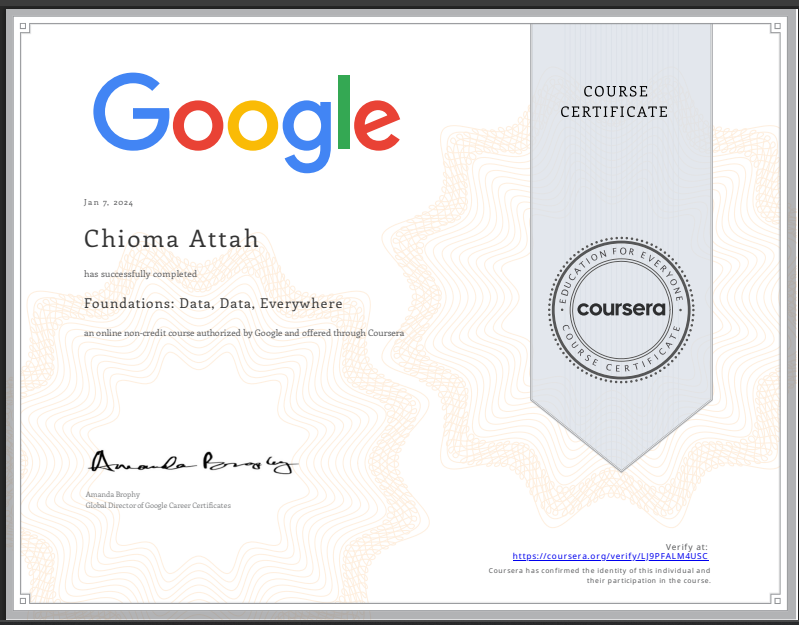 Google
COURSE
CERTIFICATE
Jan 7, 2024
Chioma Attah
has successfully completed
Foundations: Data, Data, Everywhere
an online non-credit course authorized by Google and offered through Coursera
EDUCATION FOR EVERYONE
coursera
COURSE CERTIFICATE
Amanda Brophy
Amanda Brophy
Global Director of Google Career Certificates
Verify at:
https://coursera.org/verify/LJ9PFALM4USC
Coursera has confirmed the identity of this individual and
their participation in the course.